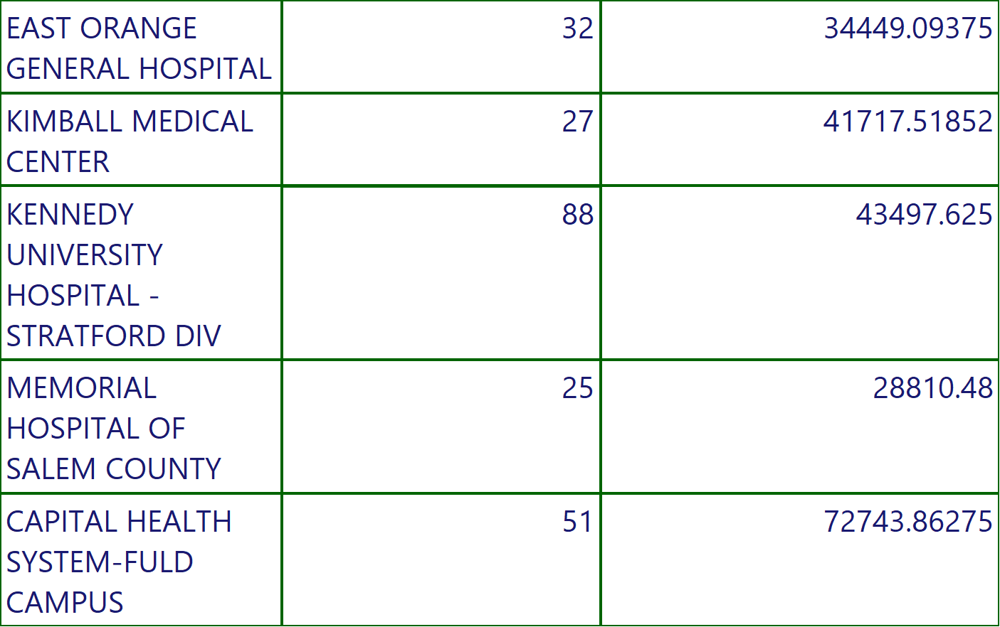 EAST ORANGE 32 34449.09375
GENERAL HOSPITAL
KIMBALL MEDICAL 27 41717.51852
CENTER
KENNEDY 88 43497.625
UNIVERSITY
HOSPITAL -
STRATFORD DIV
MEMORIAL 25 28810.48
HOSPITAL OF
SALEM COUNTY
CAPITAL HEALTH 51 72743.86275
SYSTEM-FULD
CAMPUS